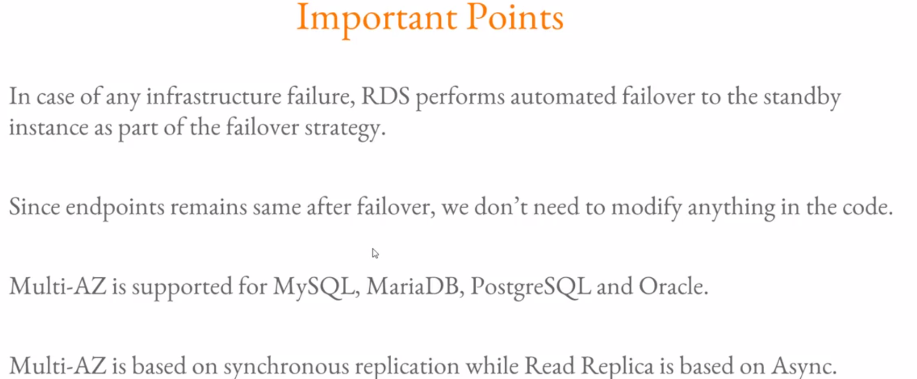 Important Points
In case of any infrastructure failure, RDS performs automated failover to the standby
instance as part of the failover strategy.
Since endpoints remains same after failover, we don't need to modify anything in the code.
Multi-AZ is supported for MySQL, MariaDB, PostgreSQL and Oracle.
Multi-AZ is based on synchronous replication while Read Replica is based on Async.